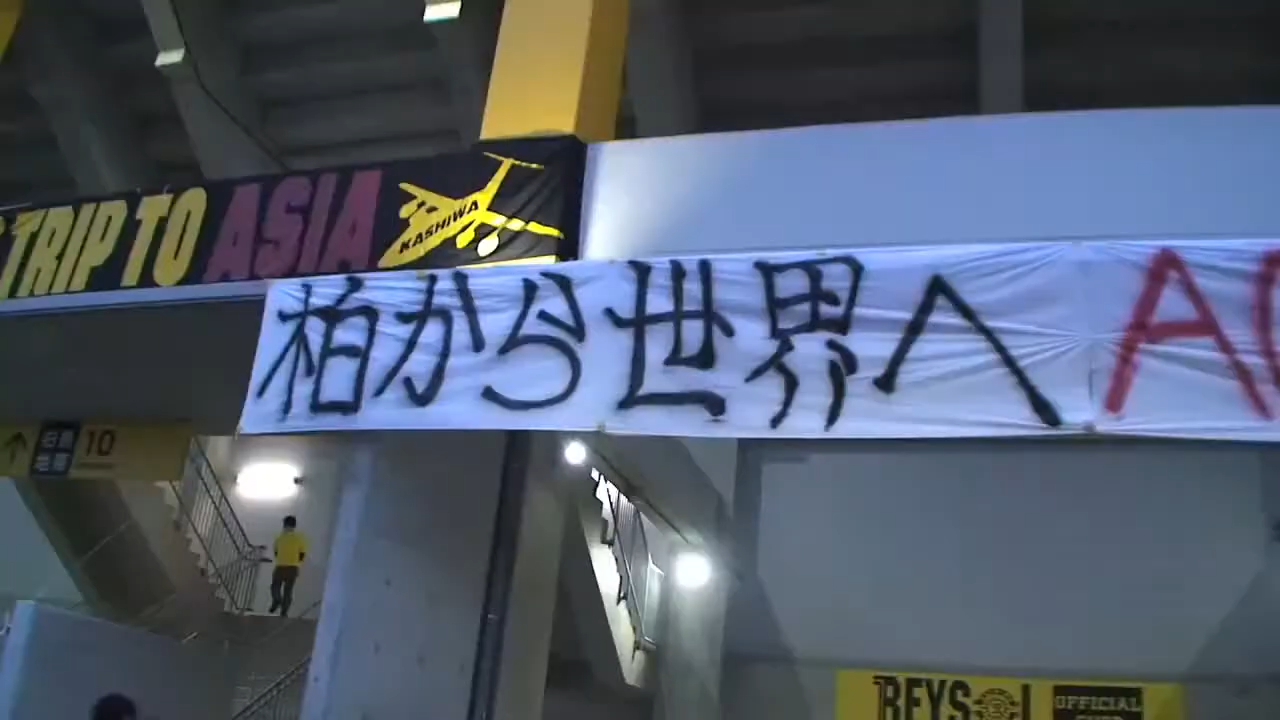 TRIP TO ASIA
KASHIWA
柏から世界へ A
10
REYSOL
OFFICIAL